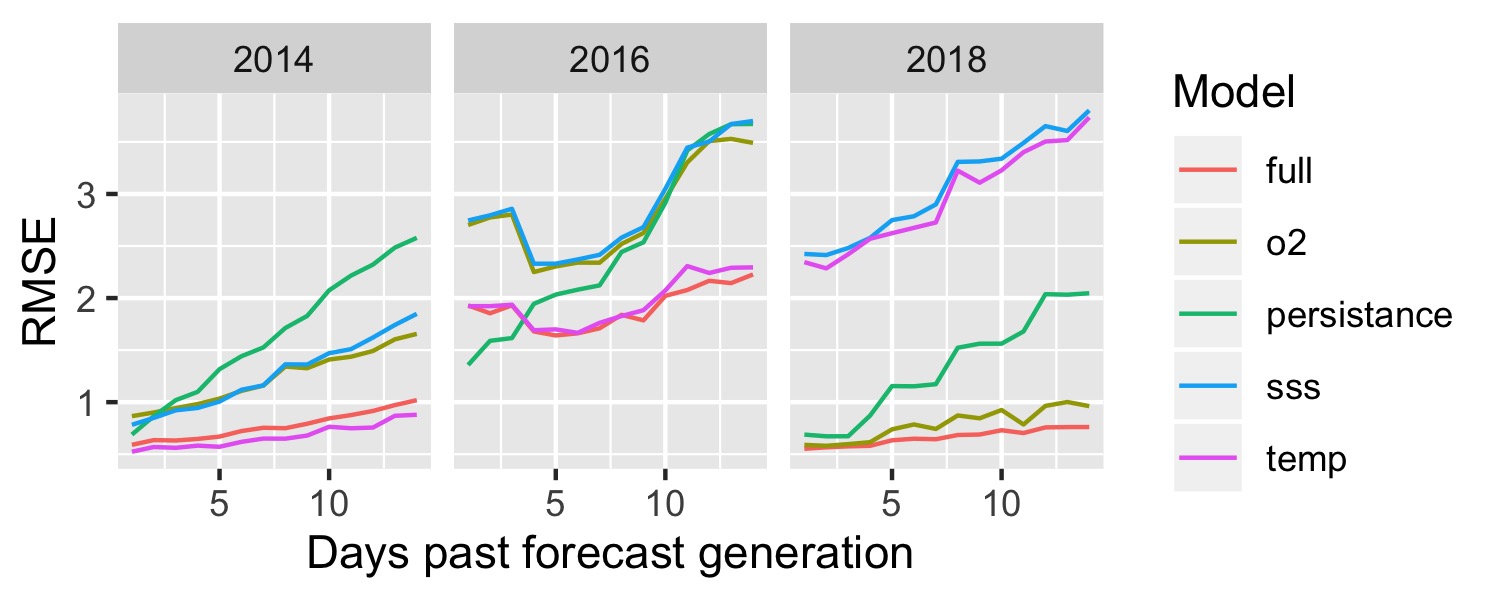 2014 2016 2018
RMSE
3
2
1
5 10 5 10 5 10
Days past forecast generation
Model
full
o2
persistance
sss
temp